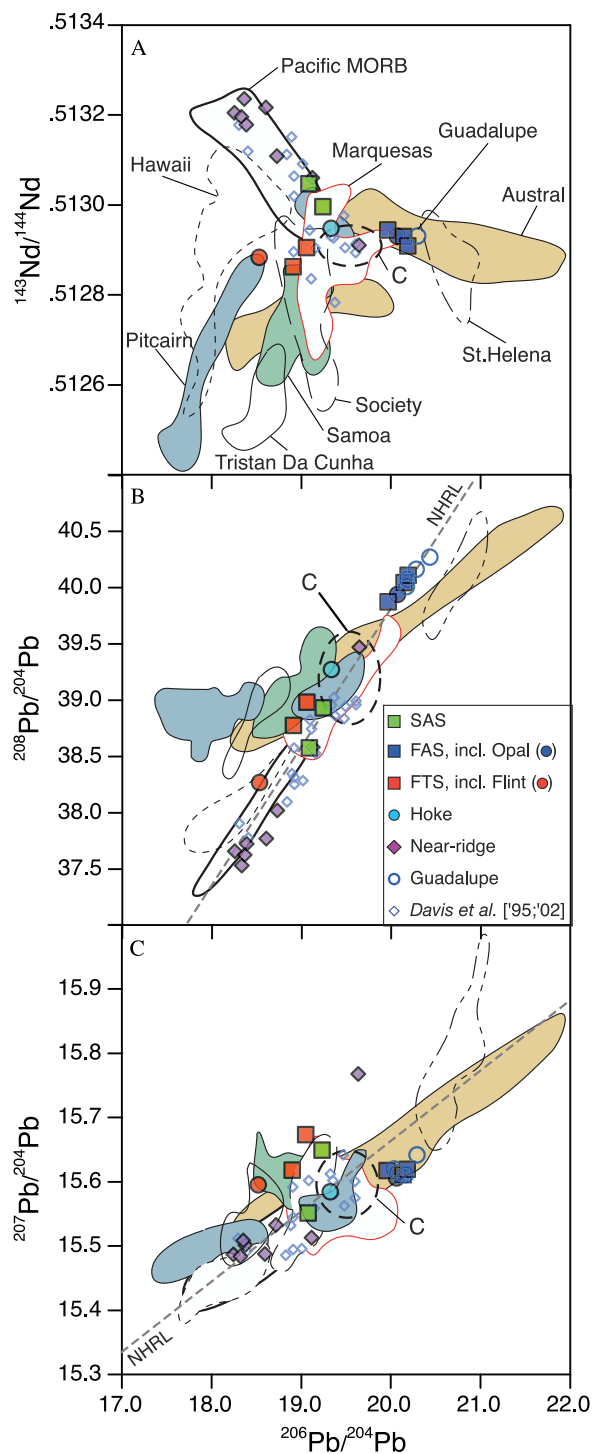 A
.5134
.5132
.5130
.5128
.5126
143Nd/144Nd
Pacific MORB
Hawaii
Marquesas
Guadalupe
Austral
C
St.Helena
Pitcairn
Society
Samoa
Tristan Da Cunha
B
40.5
40.0
39.5
39.0
38.5
38.0
37.5
208Pb/204Pb
NHRL
C
SAS
FAS, incl. Opal ( )
FTS, incl. Flint ( )
Hoke
Near-ridge
Guadalupe
Davis et al. ['95;'02]
C
15.9
15.8
15.7
15.6
15.5
15.4
15.3
207Pb/204Pb
C
NHRL
17.0 18.0 19.0 20.0 21.0 22.0
206Pb/204Pb